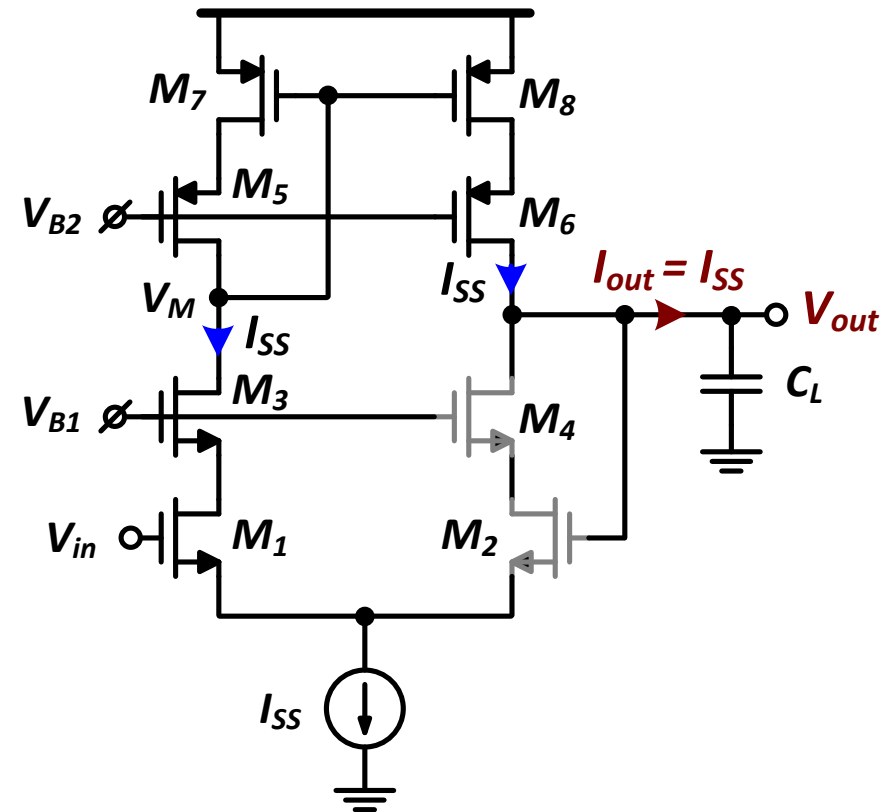 M7
M8
M5
VB2
M6
ISS
Iout = ISS
VM
Vout
ISS
M3
CL
VB1
M4
Vin
M1
M2
ISS